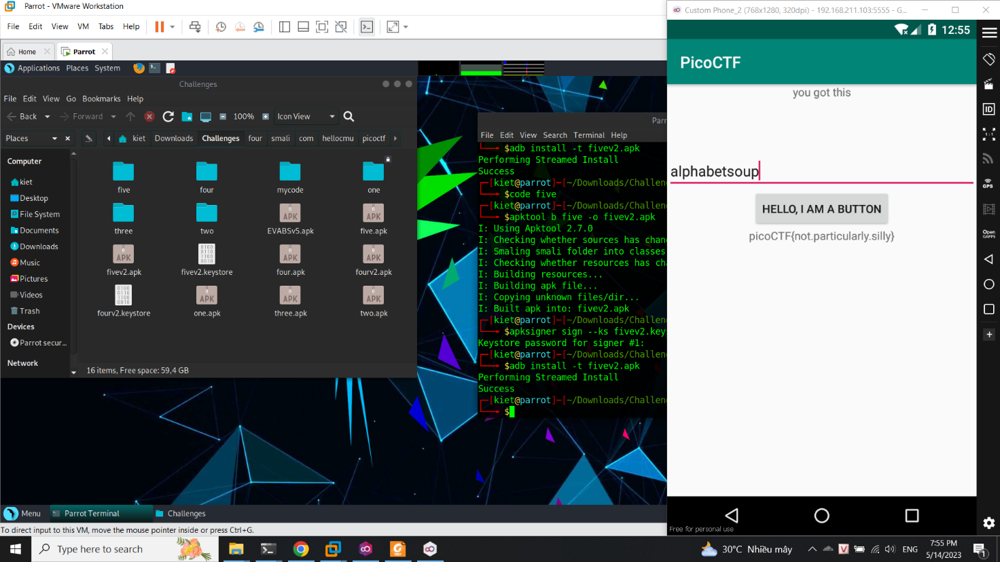 Parrot - VMware Workstation
File Edit View VM Tabs Help
Home
Parrot
Applications Places System
Challenges
File Edit View Go Bookmarks Help
Back Forward 100% Icon View
Places kiet Downloads Challenges four smali com hellocmu picoctf
Computer
kiet
Desktop
File System
Documents
Downloads
Music
Pictures
Videos
Trash
Devices
Parrot secur...
Network
five four mycode one
three two EVABSv5.apk five.apk
fivev2.apk fivev2.keystore four.apk fourv2.apk
fourv2.keystore one.apk three.apk two.apk
16 items, Free space: 59,4 GB
Parr
File Edit View Search Terminal Help
$adb install -t fivev2.apk
Performing Streamed Install
Success
[kiet@parrot]-[~/Downloads/Challen
$code five
[kiet@parrot]-[~/Downloads/Challen
$apktool b five -o fivev2.apk
I: Using Apktool 2.7.0
I: Checking whether sources has chan
I: Smaling smali folder into classes
I: Checking whether resources has cha
I: Building resources...
I: Building apk file...
I: Copying unknown files/dir...
I: Built apk into: fivev2.apk
[kiet@parrot]-[~/Downloads/Challen
$apksigner sign --ks fivev2.keys
Keystore password for signer #1:
[kiet@parrot]-[~/Downloads/Challen
$adb install -t fivev2.apk
Performing Streamed Install
Success
[kiet@parrot]-[~/Downloads/Challen
$
Menu Parrot Terminal Challenges
To direct input to this VM, move the mouse pointer inside or press Ctrl+G.
Custom Phone_2 (768x1280, 320dpi) - 192.168.211.103:5555 - G...
12:55
PicoCTF
you got this
alphabetsoup
HELLO, I AM A BUTTON
picoCTF{not.particularly.silly}
Free for personal use
ID
1:1
GPS
Open
GAPPS
Type here to search
30°C Nhiều mây
ENG
7:55 PM
5/14/2023
1